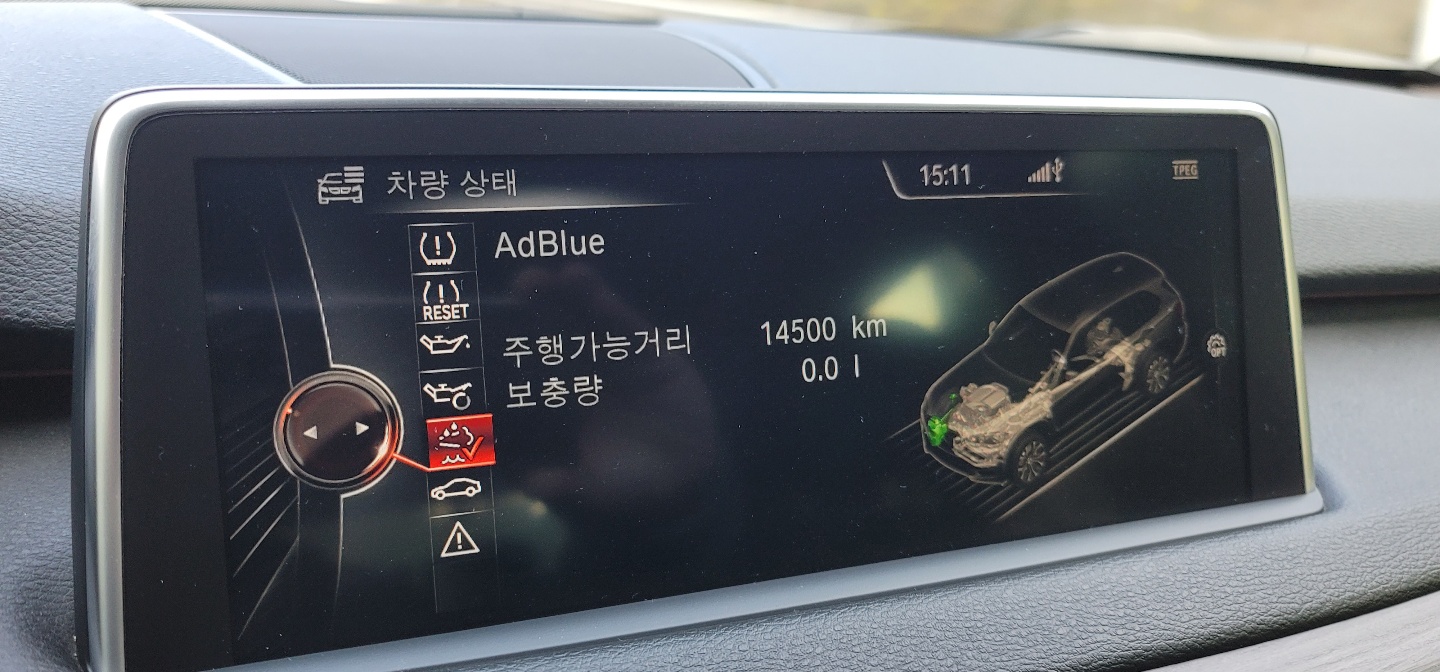 차량 상태
15:11
TPEG
AdBlue
RESET
주행가능거리 14500 km
보충량 0.0 l
OPT